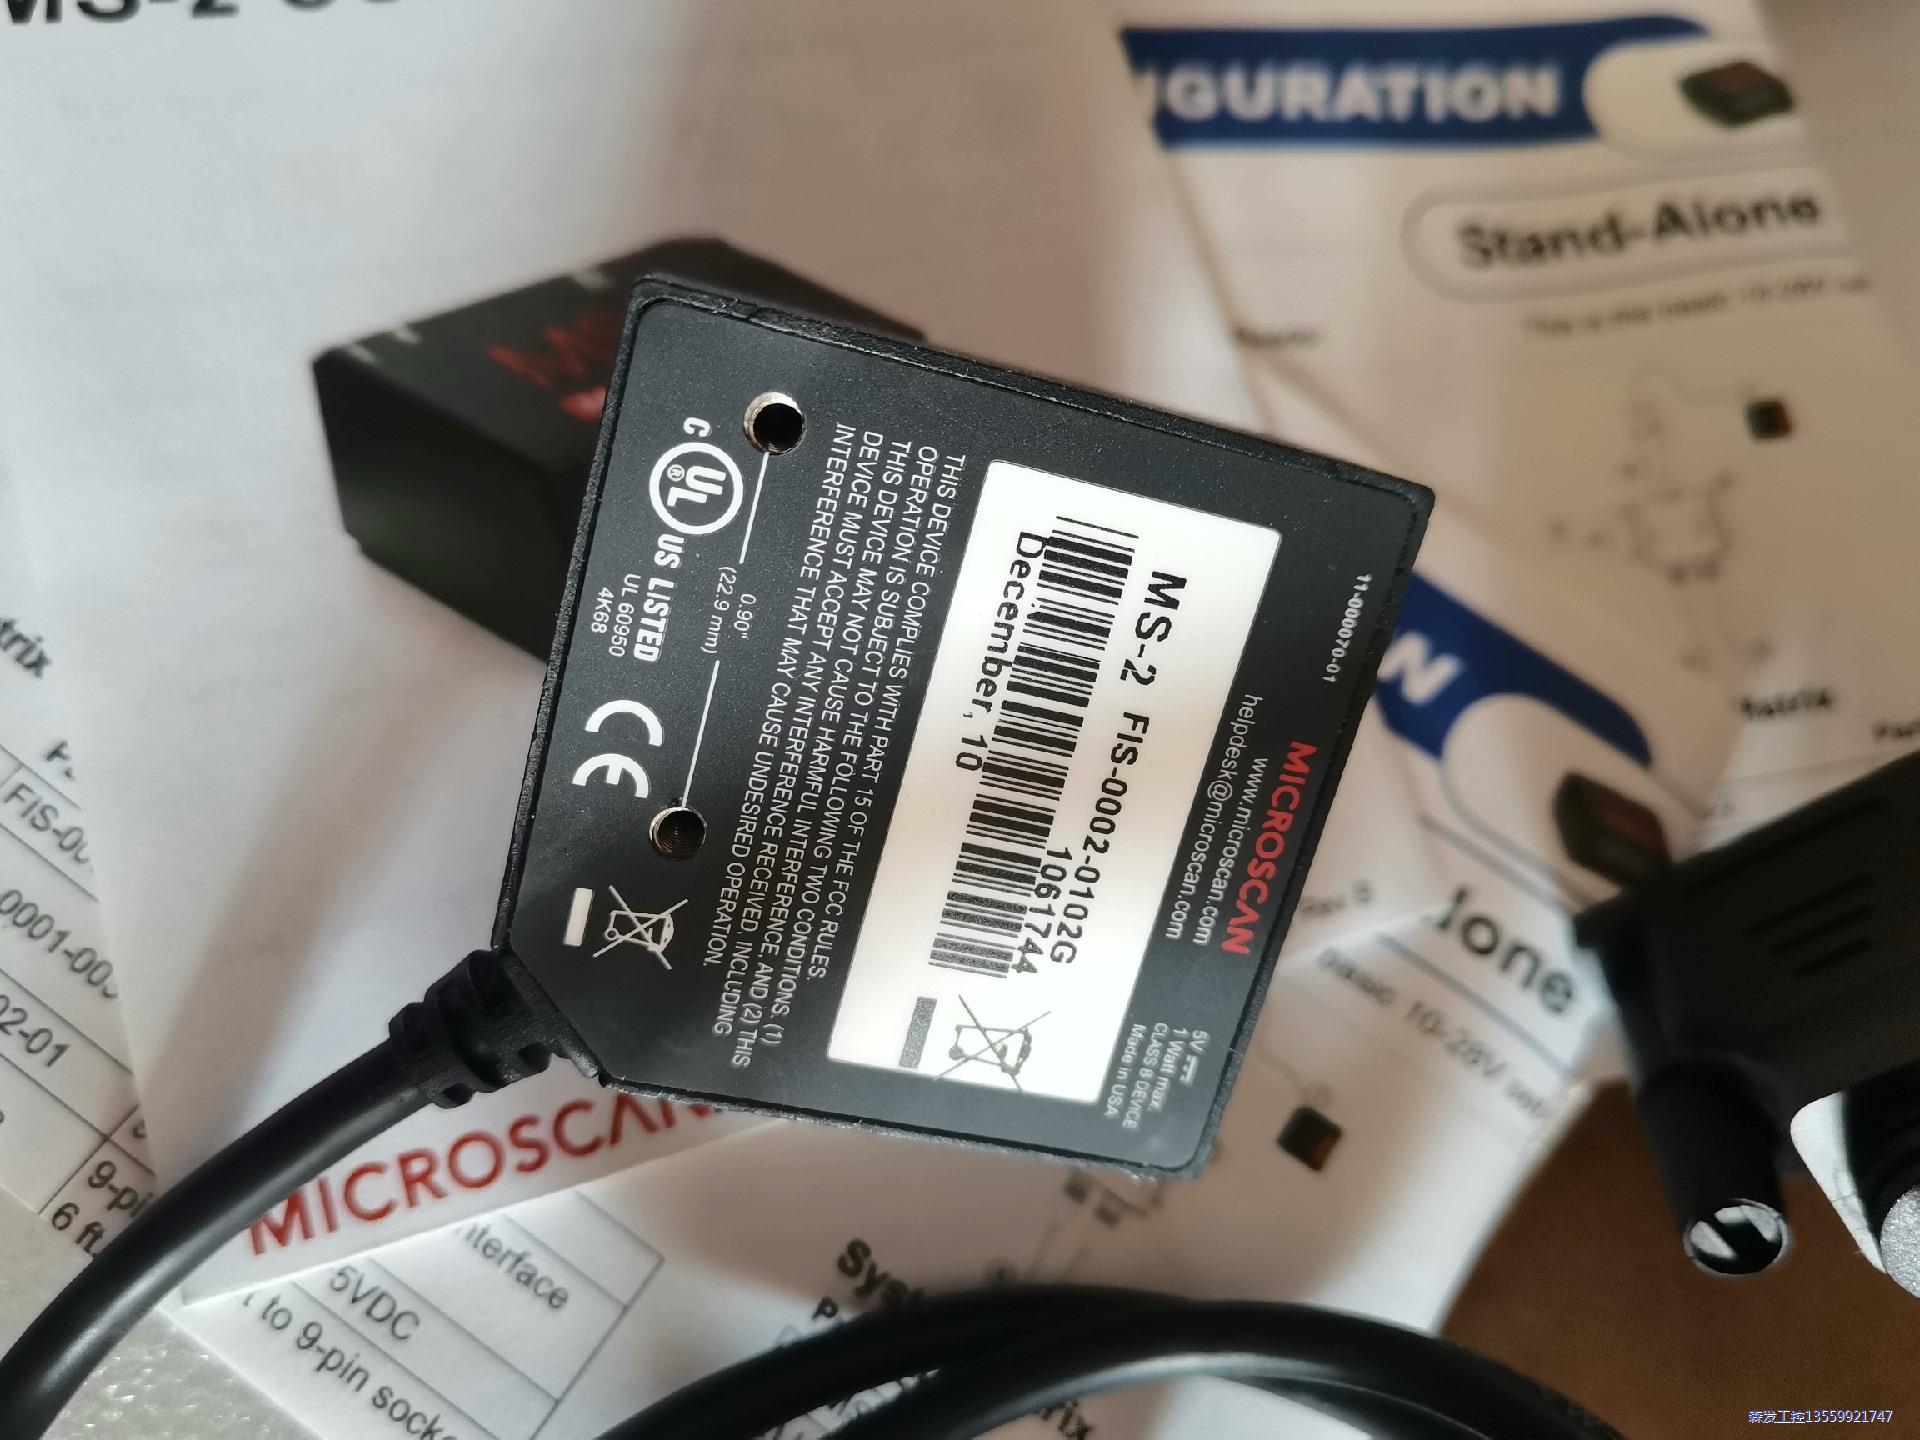 MS-2
GURATION
Stand-Alone
11-000070-01
MICROSCAN
www.microscan.com
helpdesk@microscan.com
MS-2 FIS-0002-0102G
1061744
December, 10
5V
1 Watt max.
CLASS B DEVICE
Made in USA
THIS DEVICE COMPLIES WITH PART 15 OF THE FCC RULES.
OPERATION IS SUBJECT TO THE FOLLOWING TWO CONDITIONS. (1)
THIS DEVICE MAY NOT CAUSE HARMFUL INTERFERENCE, AND (2) THIS
DEVICE MUST ACCEPT ANY INTERFERENCE RECEIVED, INCLUDING
INTERFERENCE THAT MAY CAUSE UNDESIRED OPERATION.
0.90"
(22.9 mm)
C UL ® US LISTED
UL 60950
4K68
CE
N
lone
basic 10-28V
trix
FIS-00
0001-00
02-01
9-pi
6 ft.
MICROSCAN
nterface
5VDC
to 9-pin socke
Syst
森发工控13559921747